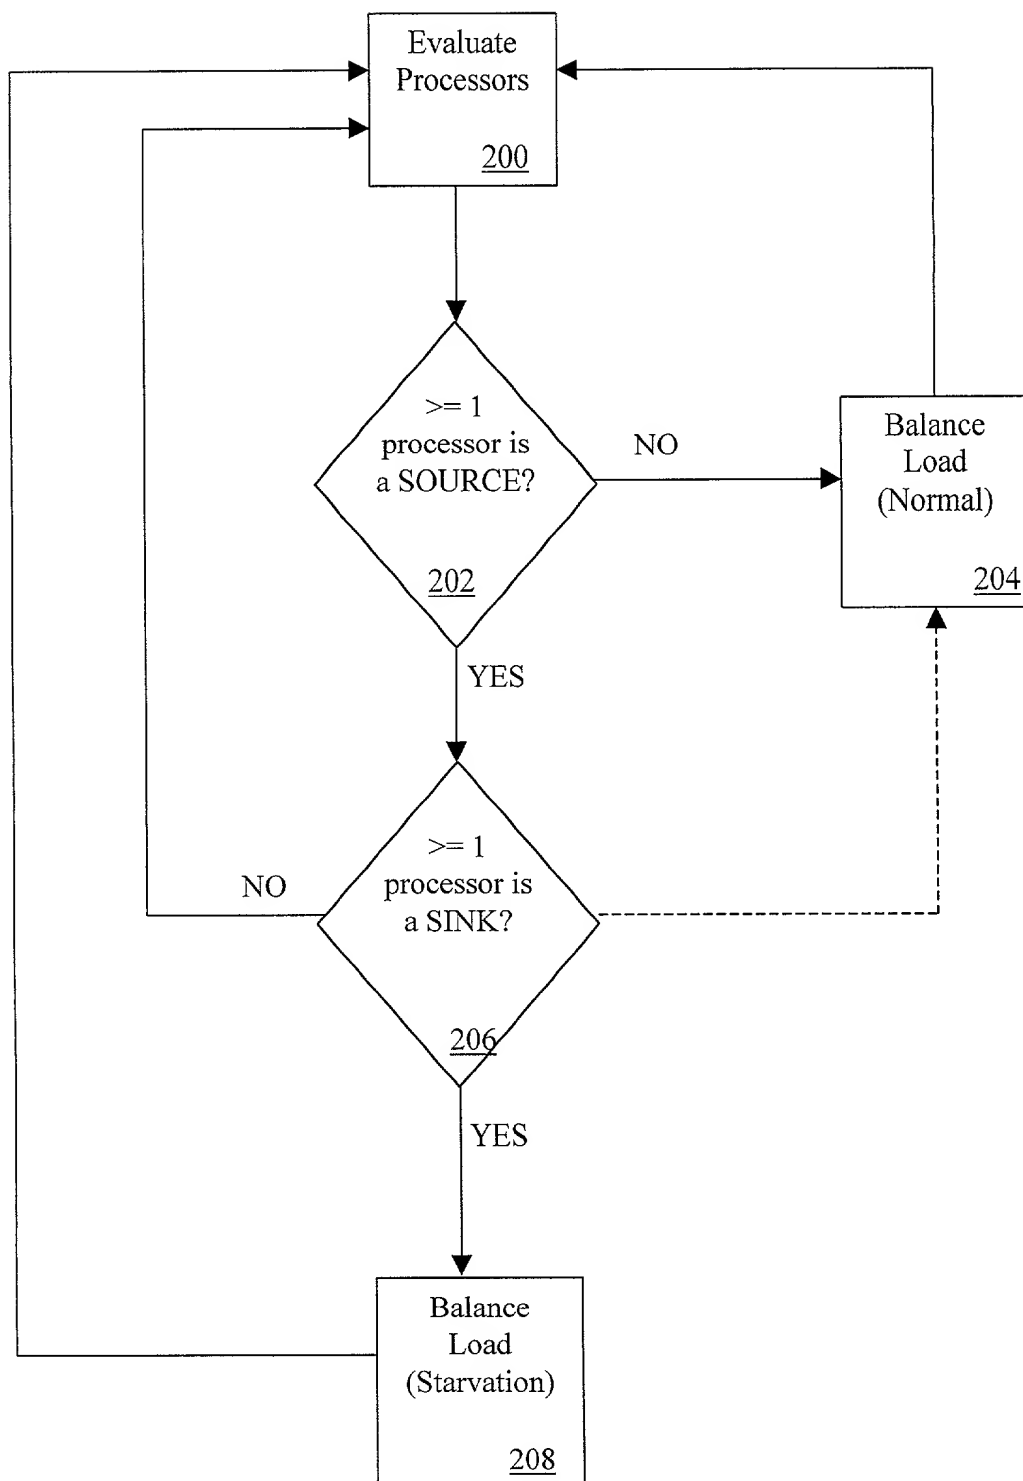 Evaluate
Processors
200
>= 1
processor is
a SOURCE?
202
NO
Balance
Load
(Normal)
204
YES
>= 1
processor is
a SINK?
206
NO
YES
Balance
Load
(Starvation)
208